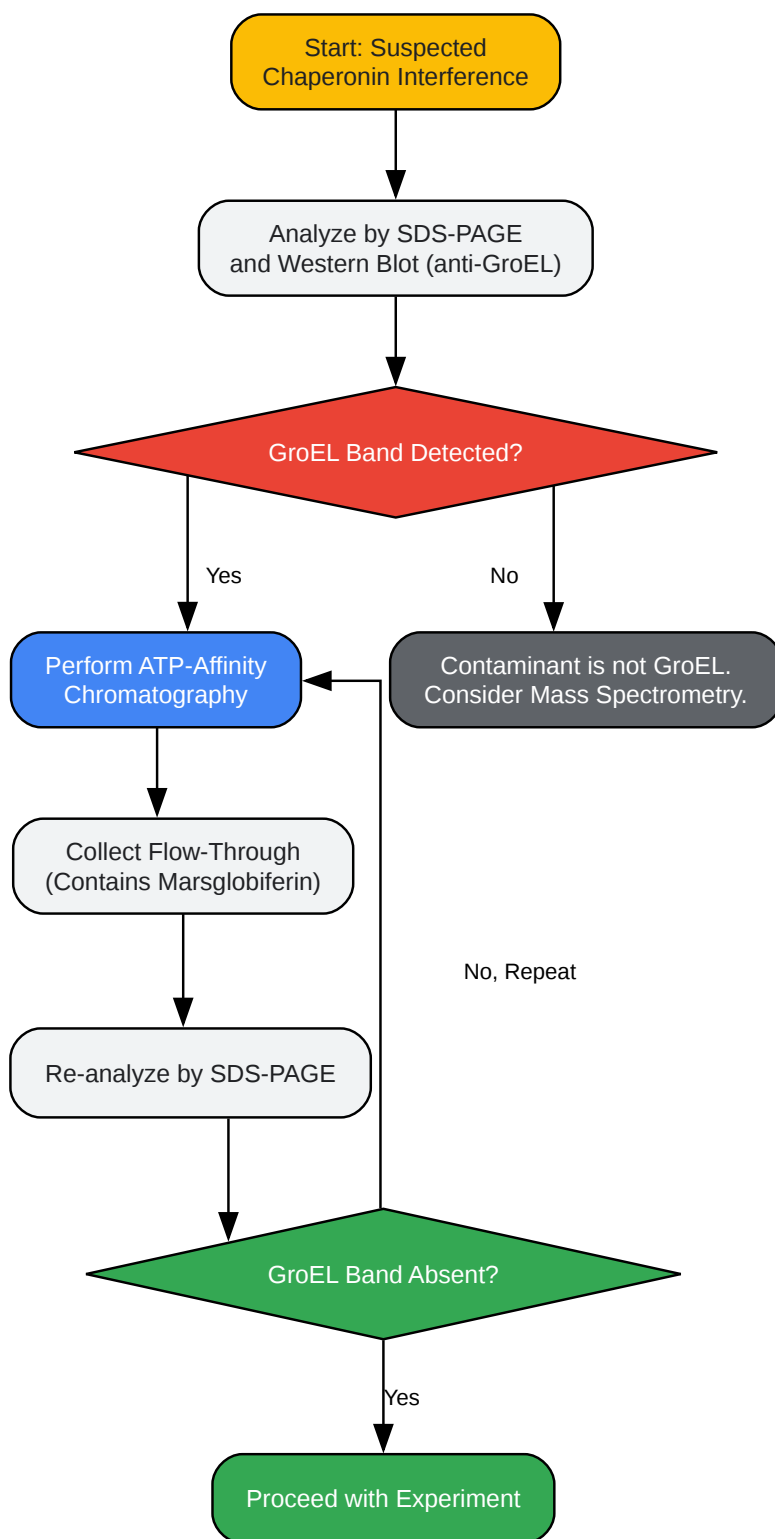 Start: Suspected
Chaperonin Interference
Analyze by SDS-PAGE
and Western Blot (anti-GroEL)
GroEL Band Detected?
Yes
No
Perform ATP-Affinity
Chromatography
Contaminant is not GroEL.
Consider Mass Spectrometry.
Collect Flow-Through
(Contains Marsglobiferin)
No, Repeat
Re-analyze by SDS-PAGE
GroEL Band Absent?
Yes
Proceed with Experiment